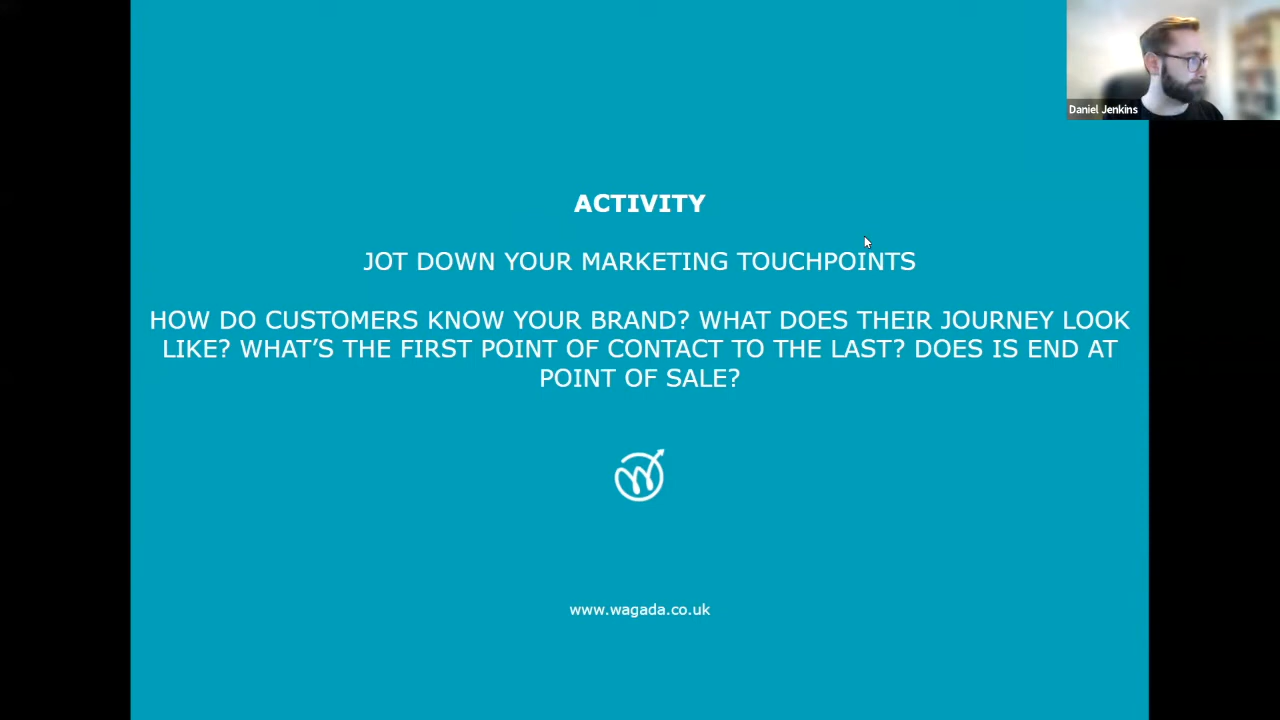 Daniel Jenkins
ACTIVITY
JOT DOWN YOUR MARKETING TOUCHPOINTS
HOW DO CUSTOMERS KNOW YOUR BRAND? WHAT DOES THEIR JOURNEY LOOK
LIKE? WHAT’S THE FIRST POINT OF CONTACT TO THE LAST? DOES IS END AT
POINT OF SALE?
www.wagada.co.uk